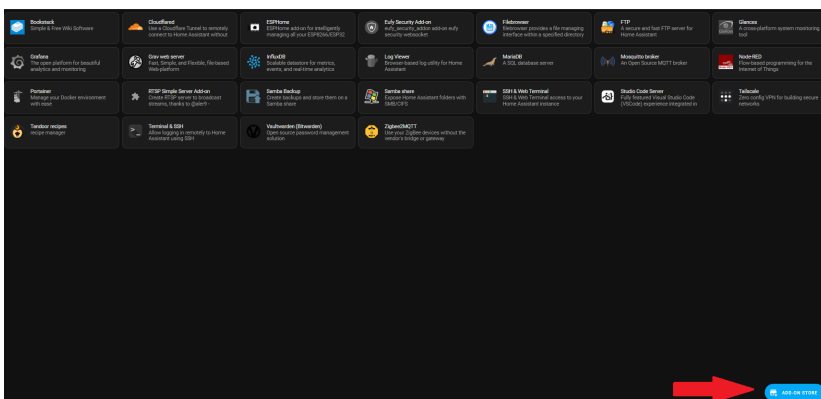 Bookstack
Simple & Free Wiki Software
Cloudflared
Use a Cloudflare Tunnel to remotely
connect to Home Assistant without
ESPHome
ESPHome add-on for intelligently
managing all your ESP8266/ESP32
Eufy Security Add-on
eufy_security_addon add-on eufy
security websocket
Filebrowser
Filebrowser provides a file managing
interface within a specified directory
FTP
A secure and fast FTP server for
Home Assistant
Glances
A cross-platform system monitoring
tool
Grafana
The open platform for beautiful
analytics and monitoring
Grav web server
Fast, Simple, and Flexible, file-based
Web-platform
InfluxDB
Scalable datastore for metrics,
events, and real-time analytics
Log Viewer
Browser-based log utility for Home
Assistant
MariaDB
A SQL database server
Mosquitto broker
An Open Source MQTT broker
Node-RED
Flow-based programming for the
Internet of Things
Portainer
Manage your Docker environment
with ease
RTSP Simple Server Add-on
Create RTSP server to broadcast
streams, thanks to @aler9 -
Samba Backup
Create backups and store them on a
Samba share
Samba share
Expose Home Assistant folders with
SMB/CIFS
SSH & Web Terminal
SSH & Web Terminal access to your
Home Assistant instance
Studio Code Server
Fully featured Visual Studio Code
(VSCode) experience integrated in
Tailscale
Zero config VPN for building secure
networks
Tandoor recipes
recipe manager
Terminal & SSH
Allow logging in remotely to Home
Assistant using SSH
Vaultwarden (Bitwarden)
Open source password management
solution
Zigbee2MQTT
Use your ZigBee devices without the
vendor's bridge or gateway
ADD-ON STORE